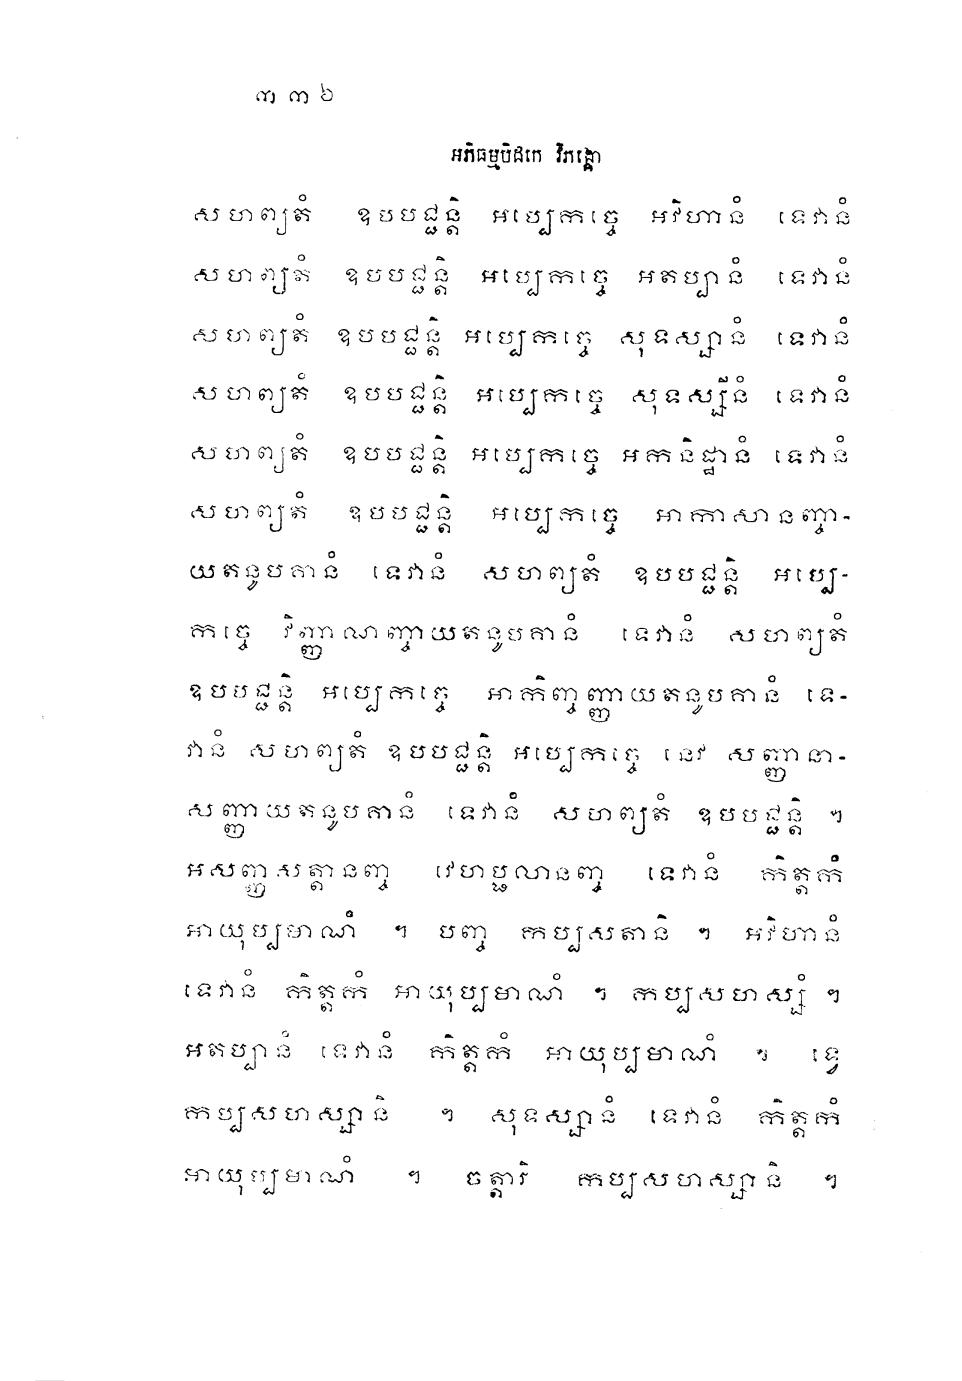 ៣៣៦
អភិធម្មបិដកេ វិភង្គោ
សហព្យតំ ឧបបជ្ជន្តិ អប្បេកច្ចេ អវិហានំ ទេវានំ
សហព្យតំ ឧបបជ្ជន្តិ អប្បេកច្ចេ អតប្បានំ ទេវានំ
សហព្យតំ ឧបបជ្ជន្តិ អប្បេកច្ចេ សុទស្សានំ ទេវានំ
សហព្យតំ ឧបបជ្ជន្តិ អប្បេកច្ចេ សុទស្សីនំ ទេវានំ
សហព្យតំ ឧបបជ្ជន្តិ អប្បេកច្ចេ អកនិដ្ឋានំ ទេវានំ
សហព្យតំ ឧបបជ្ជន្តិ អប្បេកច្ចេ អាកាសានញ្ចា-
យតនូបគានំ ទេវានំ សហព្យតំ ឧបបជ្ជន្តិ អប្បេ-
កច្ចេ វិញ្ញាណញ្ចាយតនូបគានំ ទេវានំ សហព្យតំ
ឧបបជ្ជន្តិ អប្បេកច្ចេ អាកិញ្ចញ្ញាយតនូបគានំ ទេ-
វានំ សហព្យតំ ឧបបជ្ជន្តិ អប្បេកច្ចេ នេវ សញ្ញានា-
សញ្ញាយតនូបគានំ ទេវានំ សហព្យតំ ឧបបជ្ជន្តិ ។
អសញ្ញសត្តានញ្ច វេហប្ផលានញ្ច ទេវានំ កិត្តកំ
អាយុប្បមាណំ ។ បញ្ច កប្បសតានិ ។ អវិហានំ
ទេវានំ កិត្តកំ អាយុប្បមាណំ ។ កប្បសហស្សំ ។
អតប្បានំ ទេវានំ កិត្តកំ អាយុប្បមាណំ ។ ទ្វេ
កប្បសហស្សានិ ។ សុទស្សានំ ទេវានំ កិត្តកំ
អាយុប្បមាណំ ។ ចត្តារិ កប្បសហស្សានិ ។